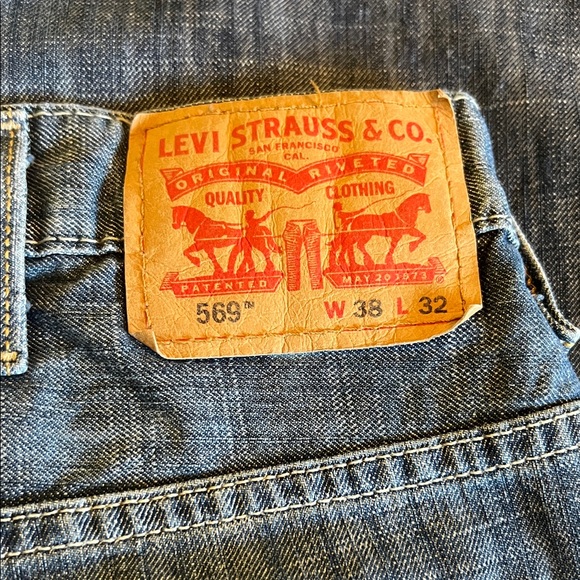 LEVI STRAUSS & CO.
SAN FRANCISCO
CAL.
ORIGINAL RIVETED
QUALITY CLOTHING
PATENTED MAY 20 1873
569™ W 38 L 32